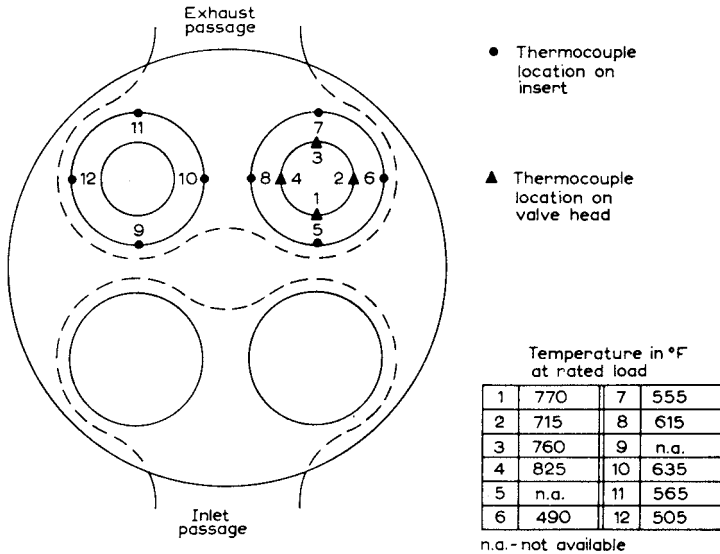 Exhaust
passage
11
12
10
9
7
3
8
4
2
6
1
5
Inlet
passage
Thermocouple
location on
insert
Thermocouple
location on
valve head
Temperature in °F
at rated load
1 770 7 555
2 715 8 615
3 760 9 n.a.
4 825 10 635
5 n.a. 11 565
6 490 12 505
n.a.- not available